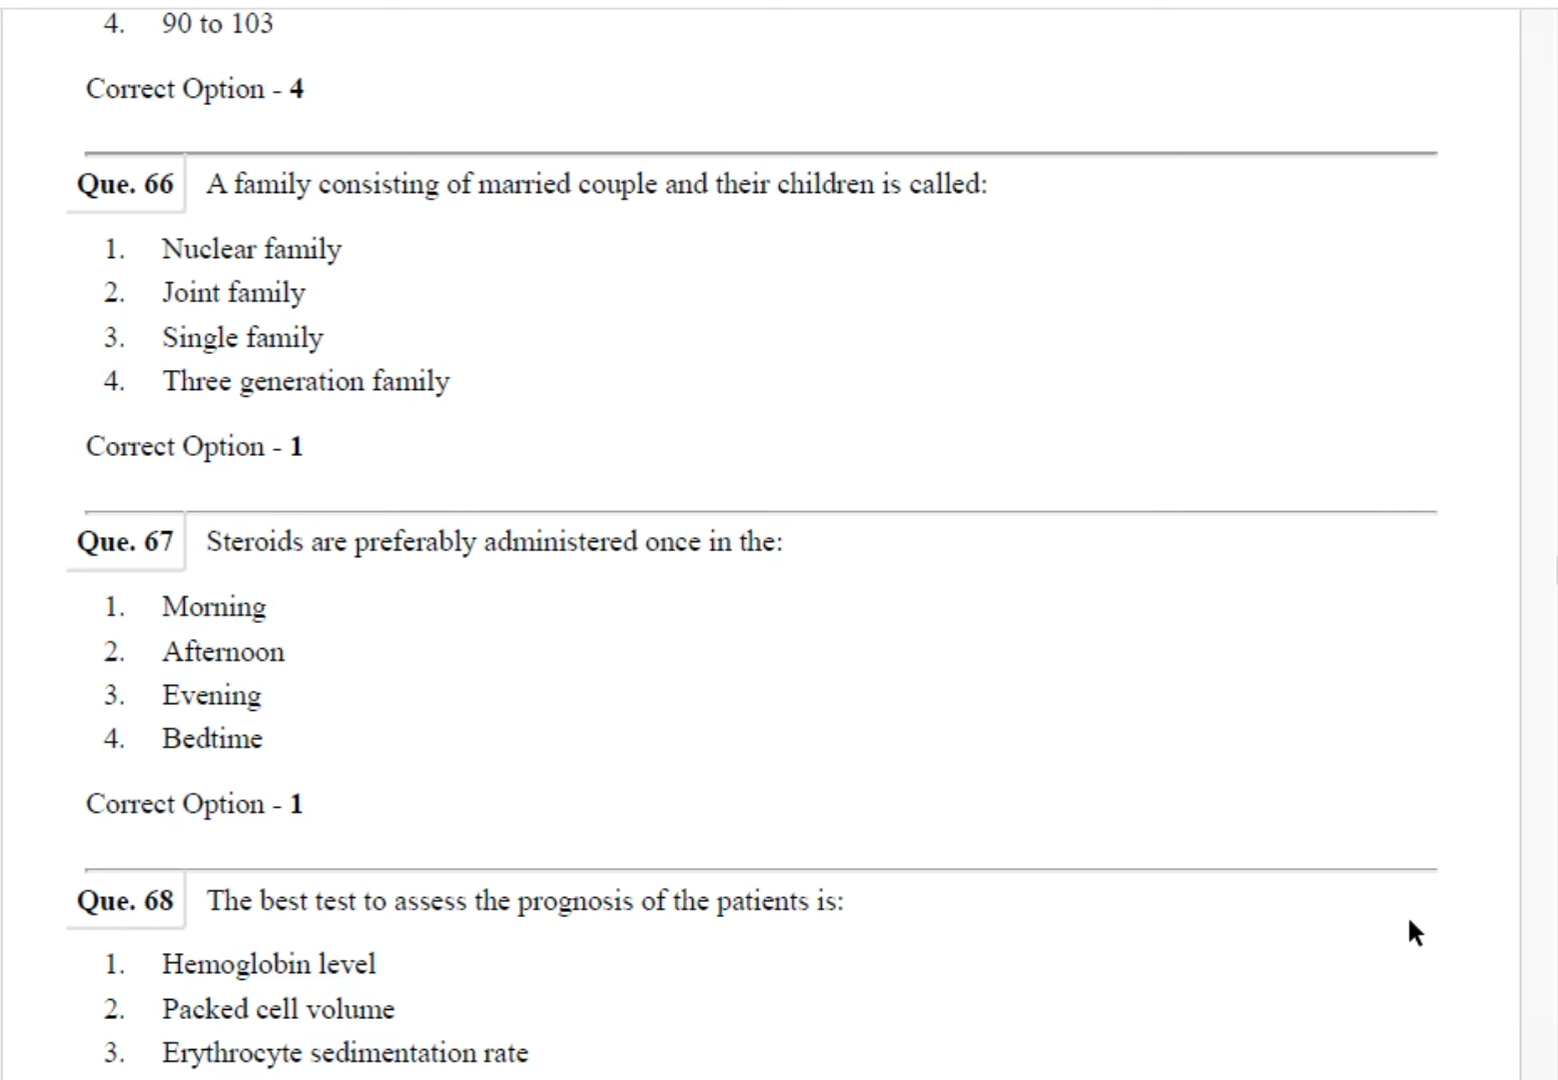 4. 90 to 103
Correct Option - 4
Que. 66 A family consisting of married couple and their children is called:
1. Nuclear family
2. Joint family
3. Single family
4. Three generation family
Correct Option - 1
Que. 67 Steroids are preferably administered once in the:
1. Morning
2. Afternoon
3. Evening
4. Bedtime
Correct Option - 1
Que. 68 The best test to assess the prognosis of the patients is:
1. Hemoglobin level
2. Packed cell volume
3. Erythrocyte sedimentation rate